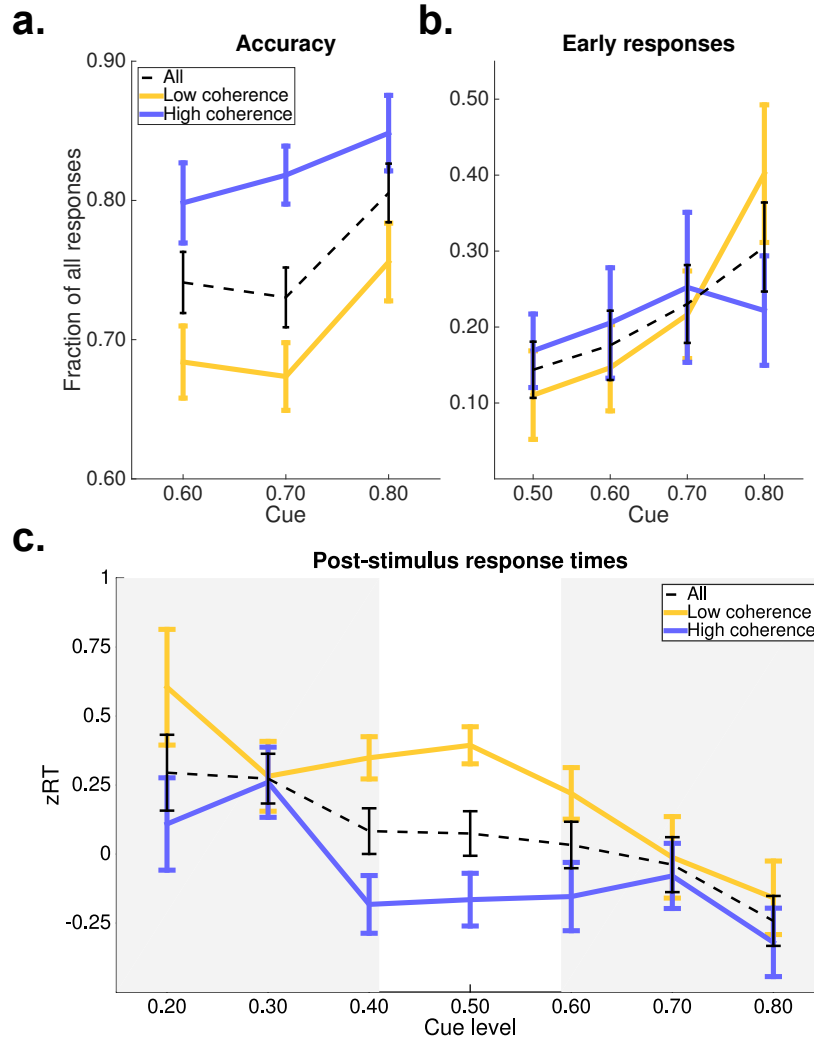 a.
Accuracy
All
Low coherence
High coherence
Fraction of all responses
0.90
0.80
0.70
0.60
0.60 0.70 0.80
Cue
b.
Early responses
0.50
0.40
0.30
0.20
0.10
0.50 0.60 0.70 0.80
Cue
c.
Post-stimulus response times
All
Low coherence
High coherence
zRT
1
0.75
0.5
0.25
0
-0.25
0.20 0.30 0.40 0.50 0.60 0.70 0.80
Cue level